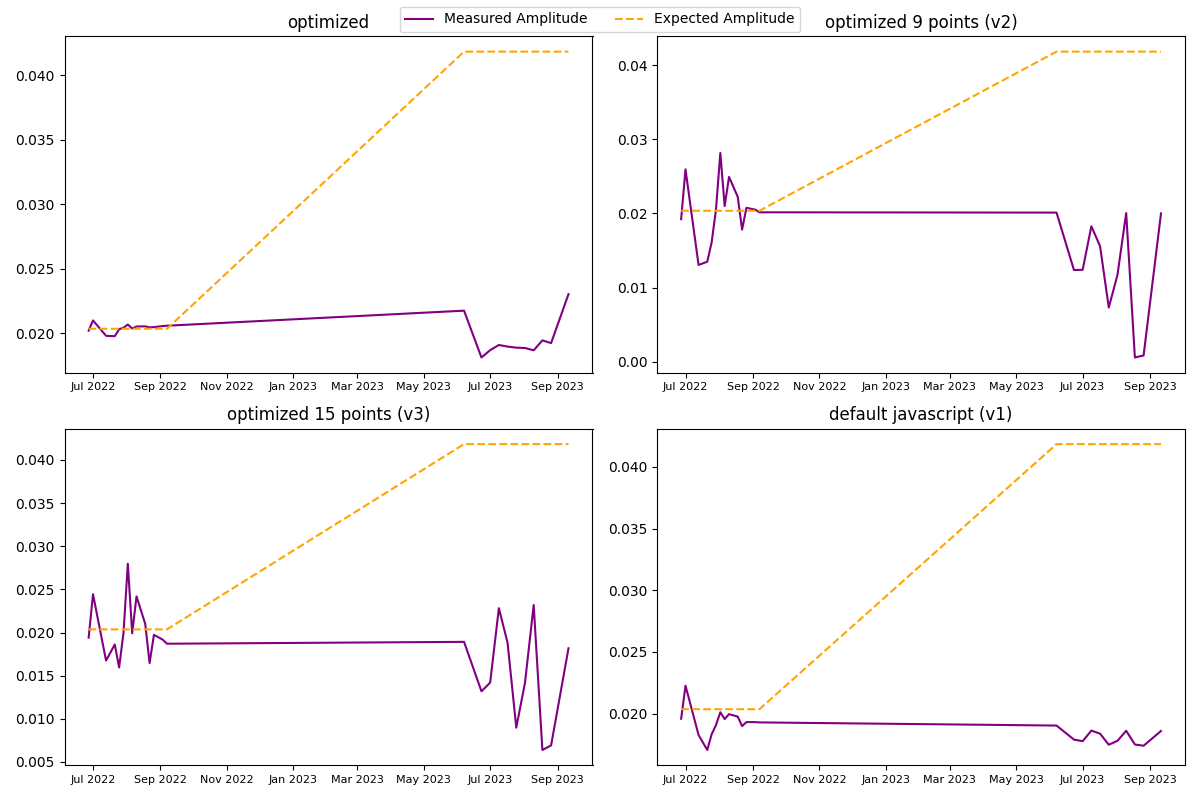 Measured Amplitude Expected Amplitude
optimized
0.040
0.035
0.030
0.025
0.020
Jul 2022 Sep 2022 Nov 2022 Jan 2023 Mar 2023 May 2023 Jul 2023 Sep 2023
optimized 9 points (v2)
0.04
0.03
0.02
0.01
0.00
Jul 2022 Sep 2022 Nov 2022 Jan 2023 Mar 2023 May 2023 Jul 2023 Sep 2023
optimized 15 points (v3)
0.040
0.035
0.030
0.025
0.020
0.015
0.010
0.005
Jul 2022 Sep 2022 Nov 2022 Jan 2023 Mar 2023 May 2023 Jul 2023 Sep 2023
default javascript (v1)
0.040
0.035
0.030
0.025
0.020
Jul 2022 Sep 2022 Nov 2022 Jan 2023 Mar 2023 May 2023 Jul 2023 Sep 2023